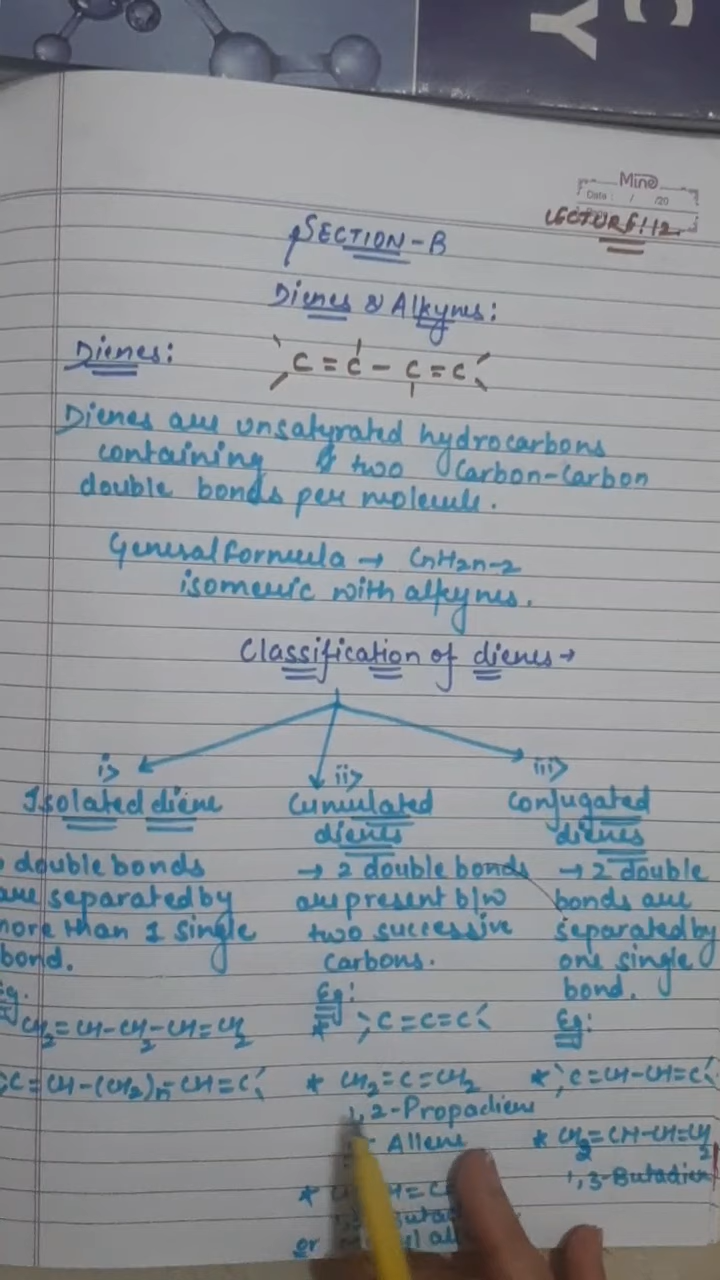 C
Y
Mino
Date : / /20
LECTURE:12.
SECTION-B
Dienes & Alkynes:
Dienes:
C = C - C = C
Dienes are unsatyrated hydrocarbons
containing two Carbon-Carbon
double bonds per molecule.
General formula → CnH2n-2
isomeric with alkynes.
Classification of dienes→
i>
Isolated diene
double bonds
are separated by
more than 1 single
bond.
Eg.
CH2=CH-CH2-CH=CH2
C=CH-(CH2)n-CH=C
ii>
Cumulated
dienes
→ 2 double bonds
are present b/w
two successive
carbons.
Eg:
* C=C=C
* CH2=C=CH2
1,2-Propadiene
Allene
*
or
iii>
Conjugated
dienes
→ 2 double
bonds are
separated by
one single
bond.
Eg:
* C=CH-CH=C
* CH2=CH-CH=CH2
1,3-Butadien